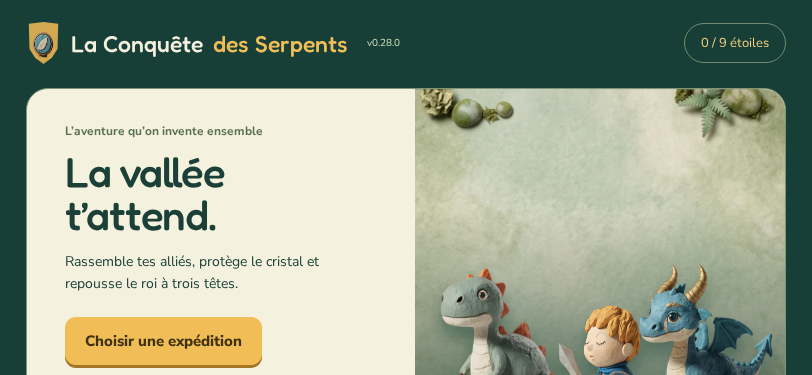 La Conquête des Serpents v0.28.0
0 / 9 étoiles
L’aventure qu’on invente ensemble
La vallée
t’attend.
Rassemble tes alliés, protège le cristal et
repousse le roi à trois têtes.
Choisir une expédition